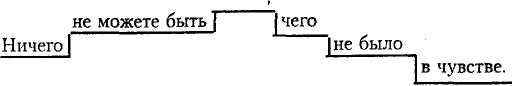 Ничего
не можете быть
чего
не было
в чувстве.